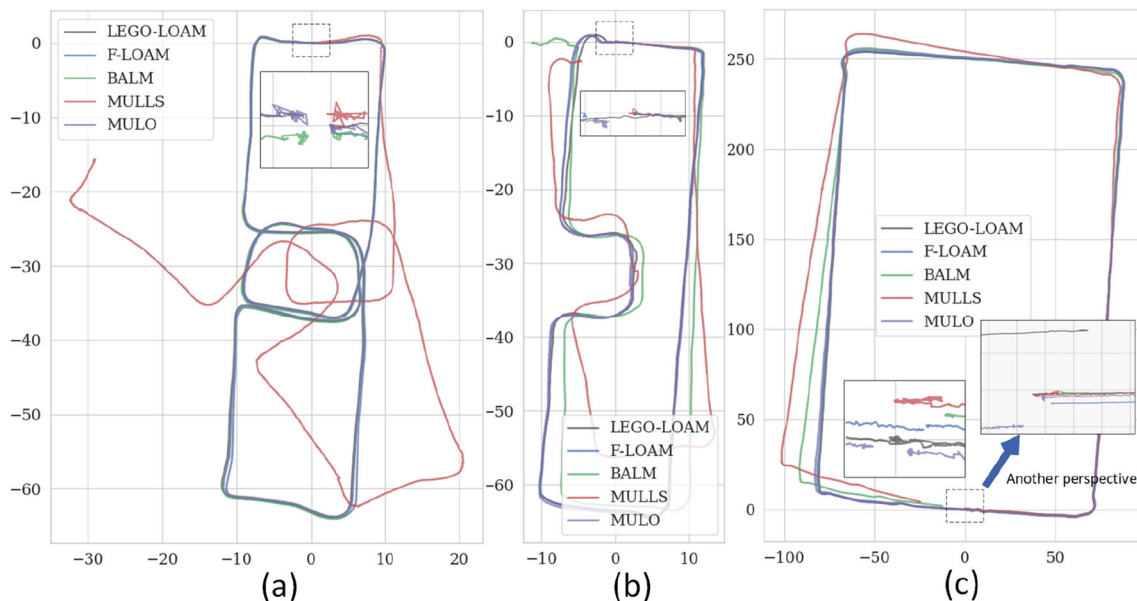 LEGO-LOAM
F-LOAM
BALM
MULLS
MULO
0
−10
−20
−30
−40
−50
−60
−30
−20
−10
0
10
20
(a)
0
−10
−20
−30
−40
−50
−60
LEGO-LOAM
F-LOAM
BALM
MULLS
MULO
−10
0
10
(b)
250
200
150
100
50
0
LEGO-LOAM
F-LOAM
BALM
MULLS
MULO
Another perspective
−100
−50
0
50
(c)